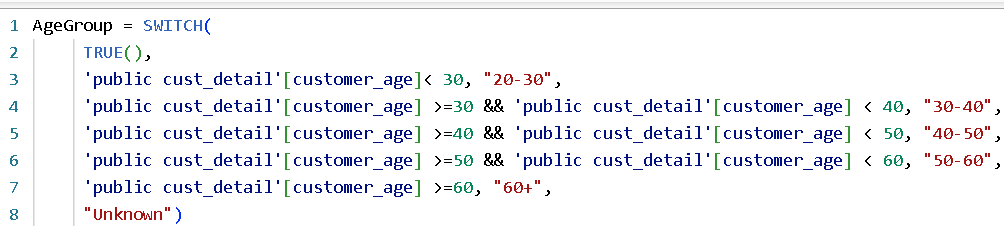 1 AgeGroup = SWITCH(
2 TRUE(),
3 'public cust_detail'[customer_age]< 30, "20-30",
4 'public cust_detail'[customer_age] >=30 && 'public cust_detail'[customer_age] < 40, "30-40",
5 'public cust_detail'[customer_age] >=40 && 'public cust_detail'[customer_age] < 50, "40-50",
6 'public cust_detail'[customer_age] >=50 && 'public cust_detail'[customer_age] < 60, "50-60",
7 'public cust_detail'[customer_age] >=60, "60+",
8 "Unknown")